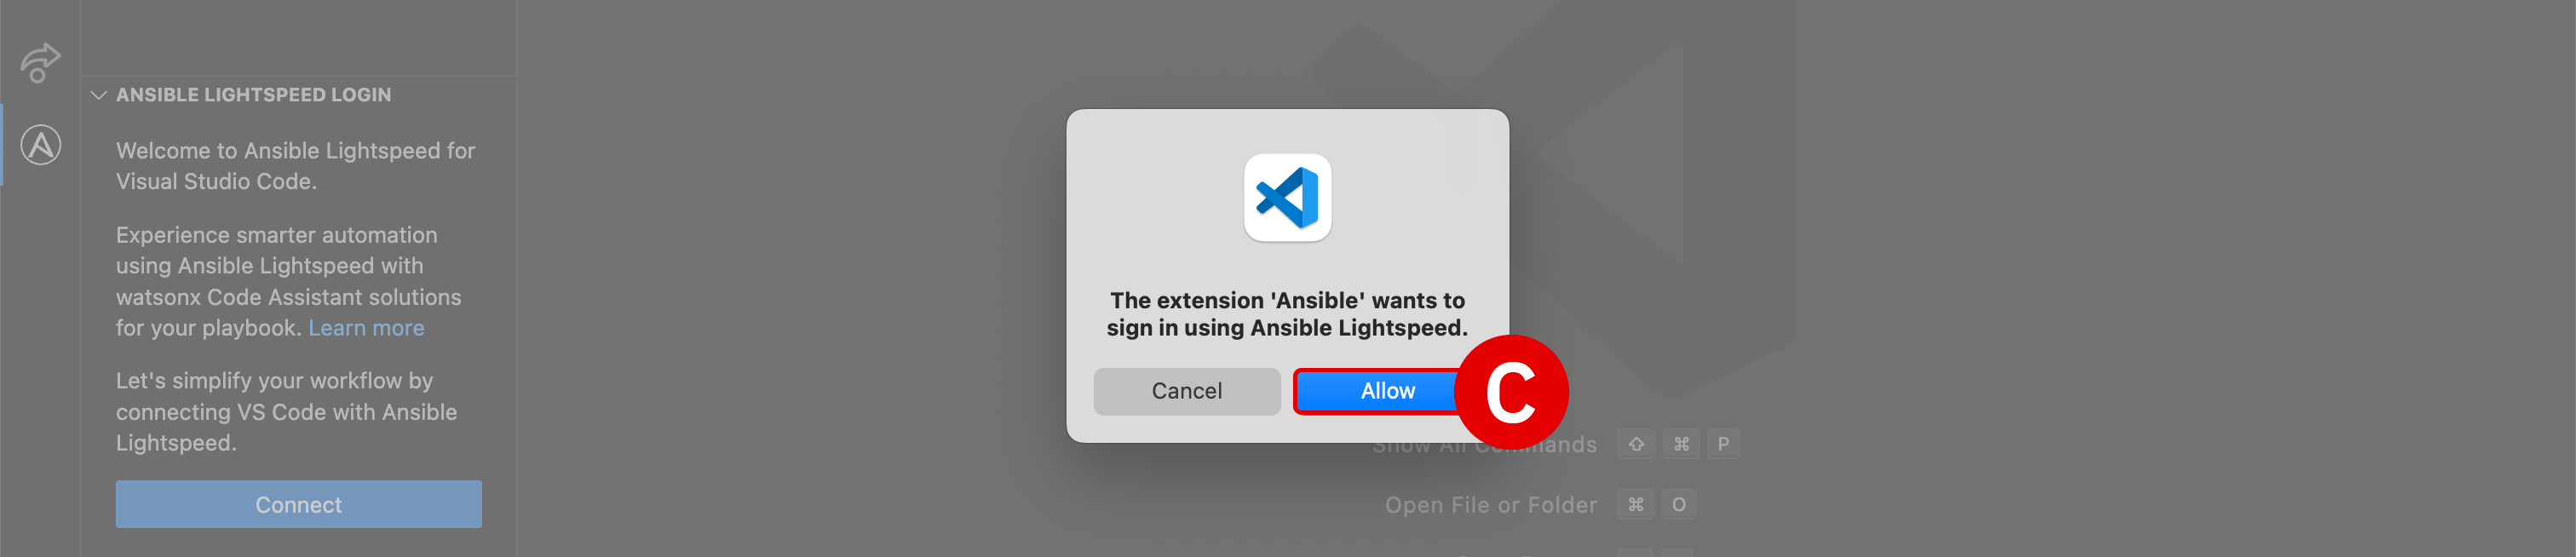 ANSIBLE LIGHTSPEED LOGIN
Welcome to Ansible Lightspeed for
Visual Studio Code.
Experience smarter automation
using Ansible Lightspeed with
watsonx Code Assistant solutions
for your playbook. Learn more
Let's simplify your workflow by
connecting VS Code with Ansible
Lightspeed.
Connect
The extension 'Ansible' wants to
sign in using Ansible Lightspeed.
Cancel
Allow
C
Show All Commands ⇧ ⌘ P
Open File or Folder ⌘ O